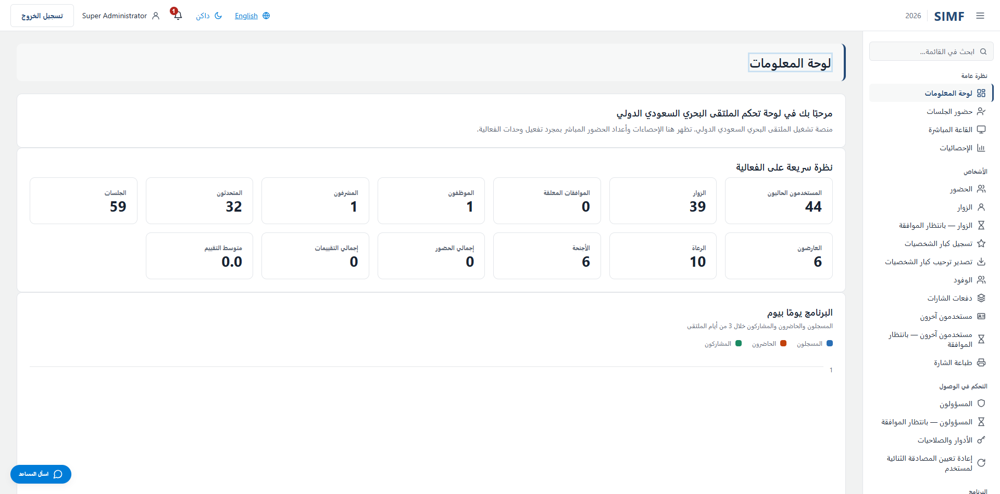 SIMF
2026
English
داكن
1
Super Administrator
تسجيل الخروج
ابحث في القائمة...
نظرة عامة
لوحة المعلومات
حضور الجلسات
القاعة المباشرة
الإحصائيات
الأشخاص
الحضور
الزوار
الزوار — بانتظار الموافقة
تسجيل كبار الشخصيات
تصدير ترحيب كبار الشخصيات
الوفود
دفعات الشارات
مستخدمون آخرون
مستخدمون آخرون — بانتظار
الموافقة
طباعة الشارة
التحكم في الوصول
المسؤولون
المسؤولون — بانتظار الموافقة
الأدوار والصلاحيات
إعادة تعيين المصادقة الثنائية
لمستخدم
البرنامج
لوحة المعلومات
مرحبًا بك في لوحة تحكم الملتقى البحري السعودي الدولي
منصة تشغيل الملتقى البحري السعودي الدولي. تظهر هنا الإحصاءات وأعداد الحضور المباشر بمجرد تفعيل وحدات الفعالية.
نظرة سريعة على الفعالية
المستخدمون الحاليون
44
الزوار
39
الموافقات المعلقة
0
الموظفون
1
المشرفون
1
المتحدثون
32
الجلسات
59
العارضون
6
الرعاة
10
الأجنحة
6
إجمالي الحضور
0
إجمالي التقييمات
0
متوسط التقييم
0.0
البرنامج يومًا بيوم
المسجلون والحاضرون والمشاركون خلال 3 من أيام الملتقى
المسجلون
الحاضرون
المشاركون
1
اسأل المساعد